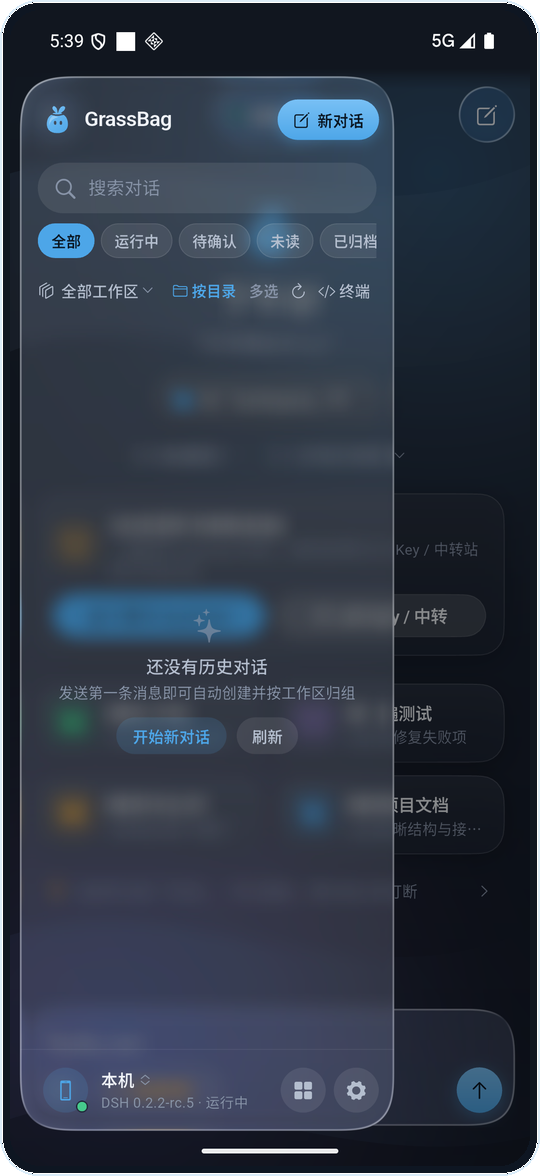 5:39
5G
GrassBag
新对话
搜索对话
全部 运行中 待确认 未读 已归档
全部工作区 按目录 多选 </> 终端
Key / 中转站
/ 中转
还没有历史对话
发送第一条消息即可自动创建并按工作区归组
测试
开始新对话 刷新
修复失败项
项目文档
晰结构与接…
打断
本机
DSH 0.2.2-rc.5 · 运行中